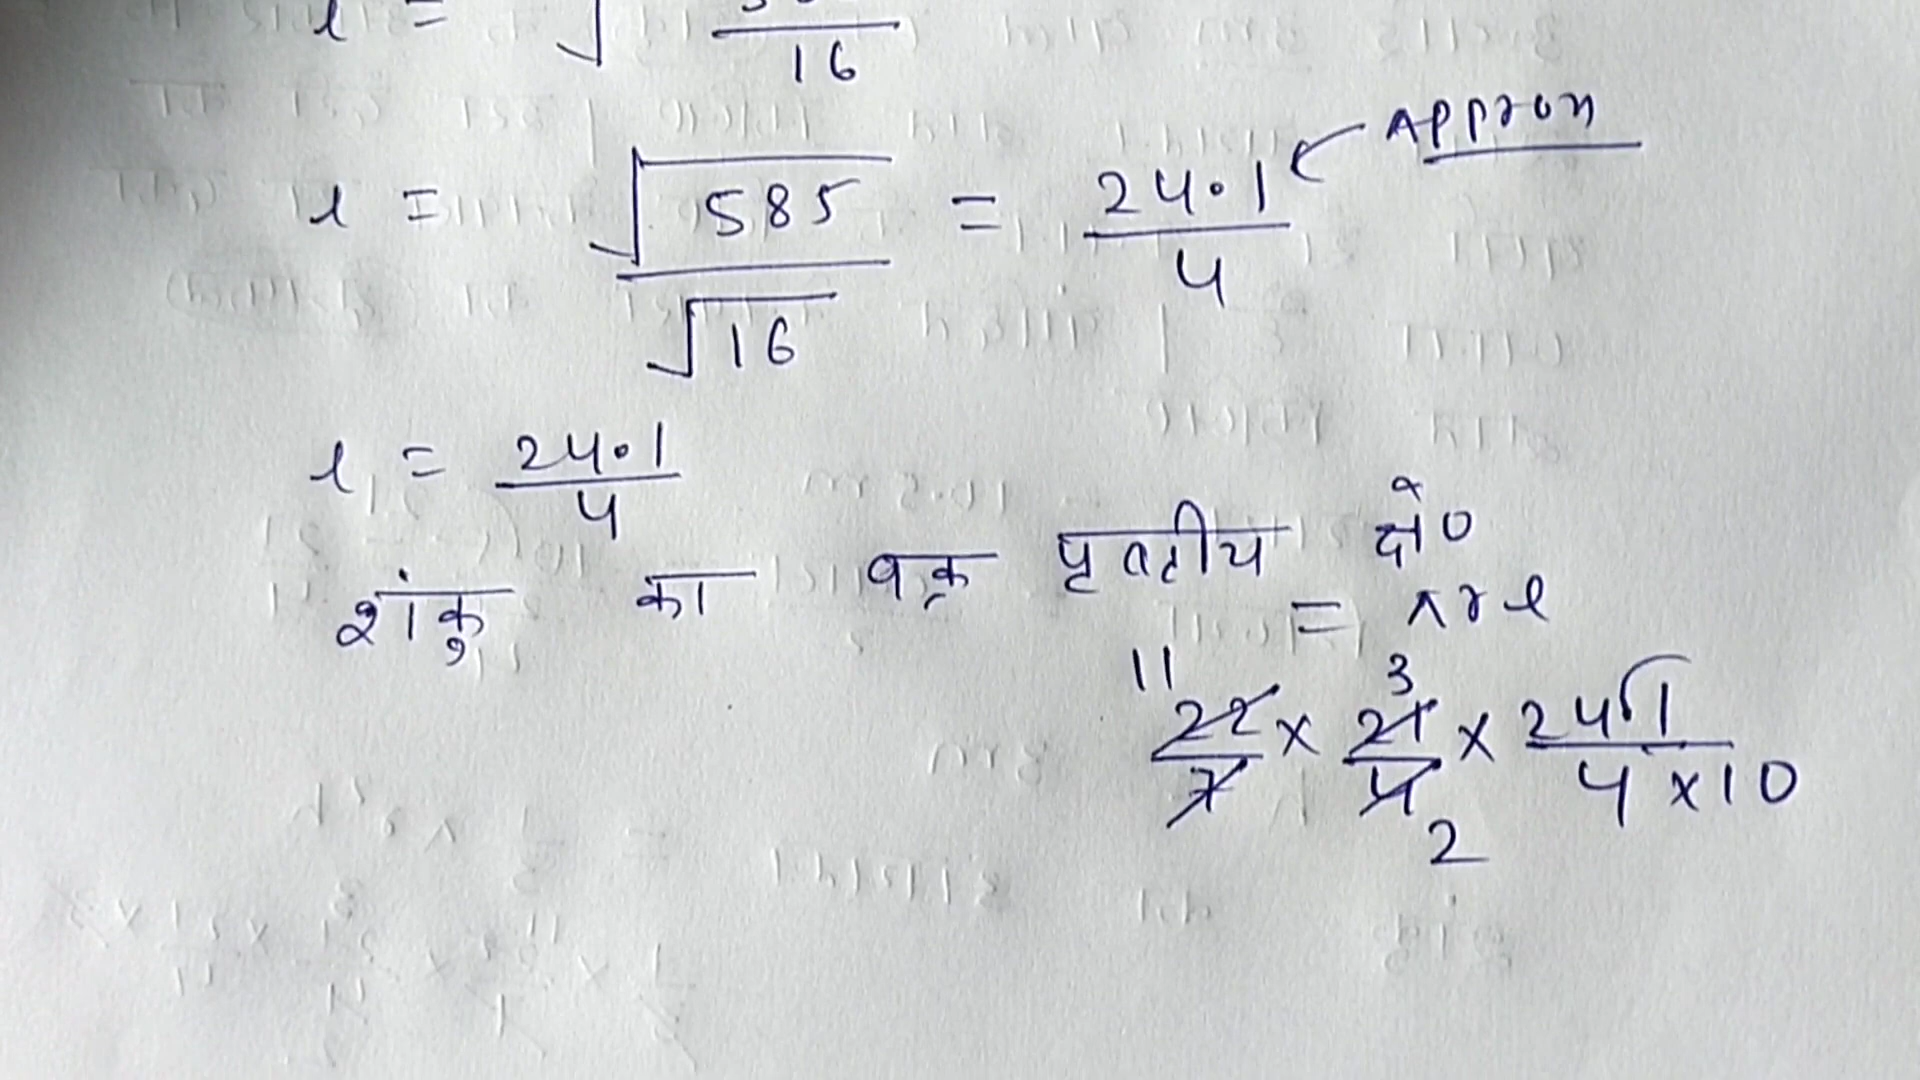 l = √ 16
l = √585 / √16 = 24.1 / 4 ← Approx
l = 24.1 / 4
शंकु का वक्र पृष्ठीय क्षे०
= πrl
11 3
22/7 × 21/4 × 241 / 4×10
2